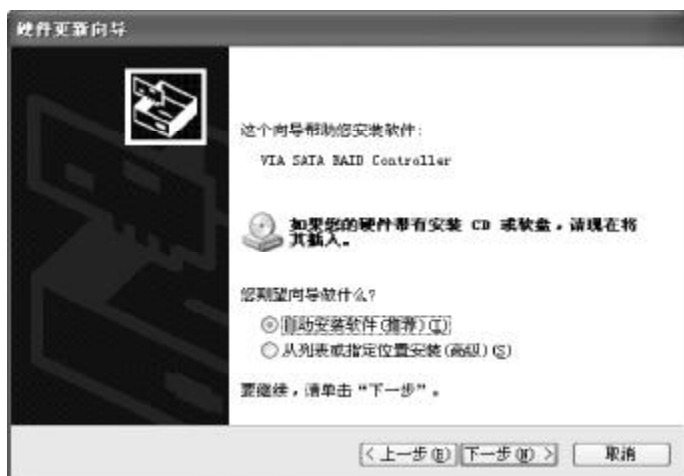 硬件更新向导
这个向导帮助您安装软件:
VIA SATA RAID Controller
如果您的硬件带有安装 CD 或软盘，请现在将
其插入。
您期望向导做什么?
自动安装软件(推荐)(I)
从列表或指定位置安装(高级)(S)
要继续，请单击“下一步”。
< 上一步(B) 下一步(N) > 取消